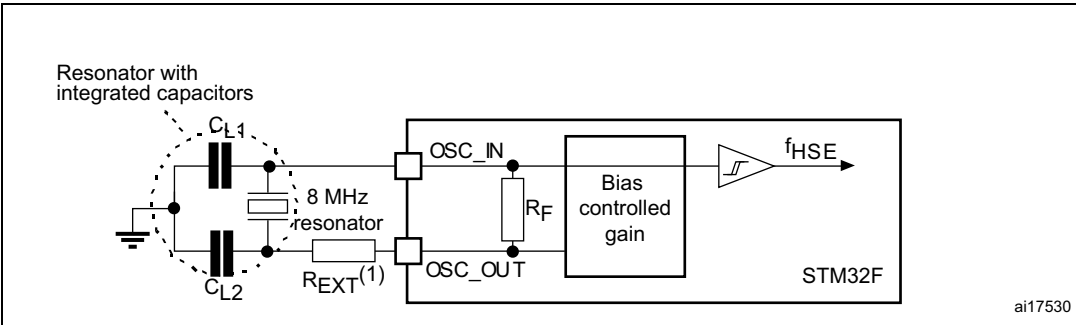 Resonator with
integrated capacitors
CL1
OSC_IN
fHSE
8 MHz
resonator
RF
Bias
controlled
gain
REXT(1)
OSC_OUT
STM32F
CL2
ai17530